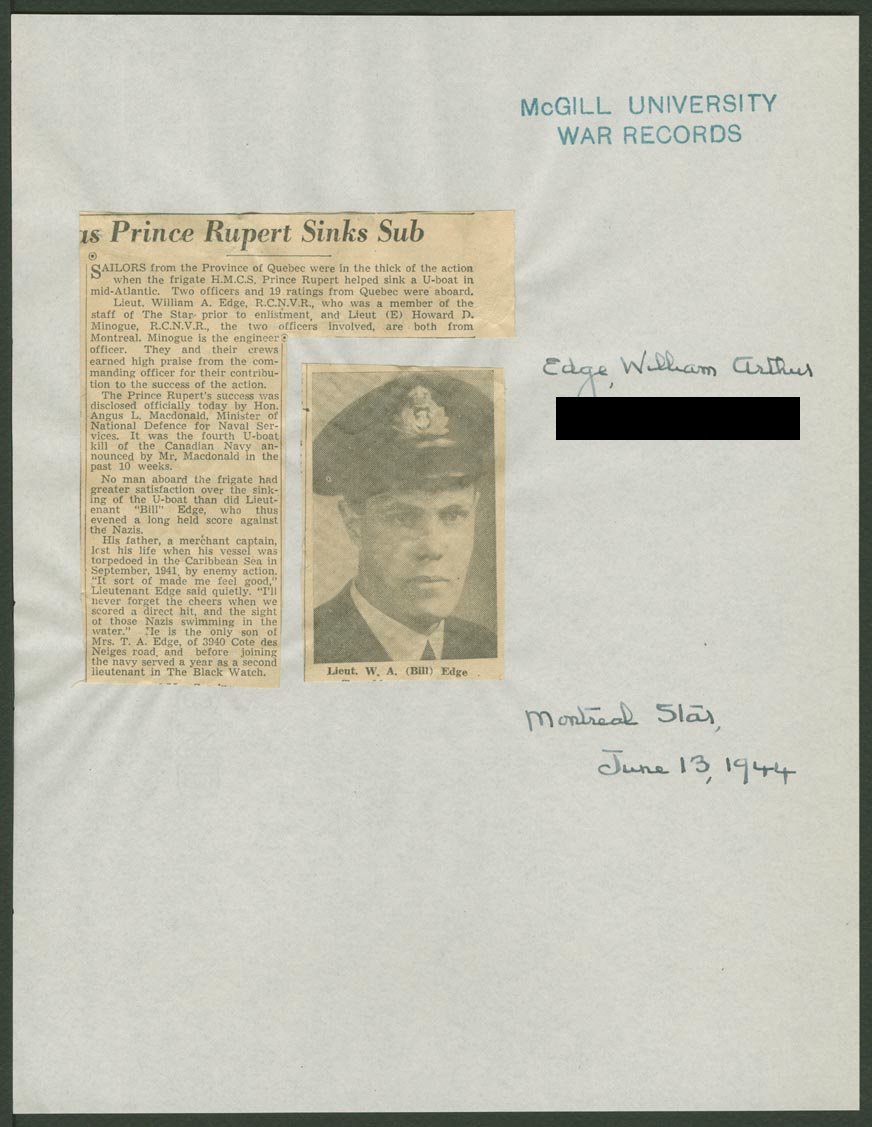 McGILL UNIVERSITY
WAR RECORDS
as Prince Rupert Sinks Sub
SAILORS from the Province of Quebec were in the thick of the action
when the frigate H.M.C.S. Prince Rupert helped sink a U-boat in
mid-Atlantic. Two officers and 19 ratings from Quebec were aboard.
Lieut. William A. Edge, R.C.N.V.R., who was a member of the
staff of The Star prior to enlistment, and Lieut (E) Howard D.
Minogue, R.C.N.V.R., the two officers involved, are both from
Montreal. Minogue is the engineer
officer. They and their crews
earned high praise from the com-
manding officer for their contribu-
tion to the success of the action.
The Prince Rupert's success was
disclosed officially today by Hon.
Angus L. Macdonald, Minister of
National Defence for Naval Ser-
vices. It was the fourth U-boat
kill of the Canadian Navy an-
nounced by Mr. Macdonald in the
past 10 weeks.
No man aboard the frigate had
greater satisfaction over the sink-
ing of the U-boat than did Lieut-
enant "Bill" Edge, who thus
evened a long held score against
the Nazis.
His father, a merchant captain,
lost his life when his vessel was
torpedoed in the Caribbean Sea in
September, 1941, by enemy action.
"It sort of made me feel good,"
Lieutenant Edge said quietly. "I'll
never forget the cheers when we
scored a direct hit, and the sight
of those Nazis swimming in the
water." He is the only son of
Mrs. T. A. Edge, of 3940 Cote des
Neiges road, and before joining
the navy served a year as a second
lieutenant in The Black Watch.
Lieut. W. A. (Bill) Edge
Edge, William Arthur
Montreal Star,
June 13, 1944